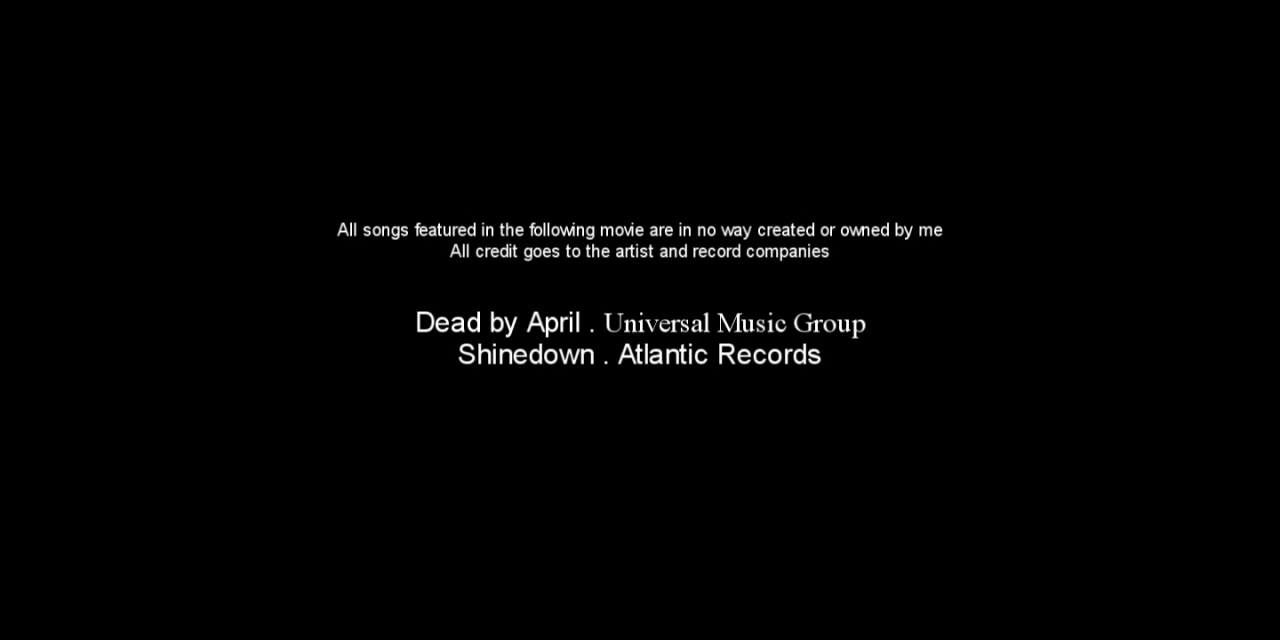 All songs featured in the following movie are in no way created or owned by me
All credit goes to the artist and record companies
Dead by April . Universal Music Group
Shinedown . Atlantic Records